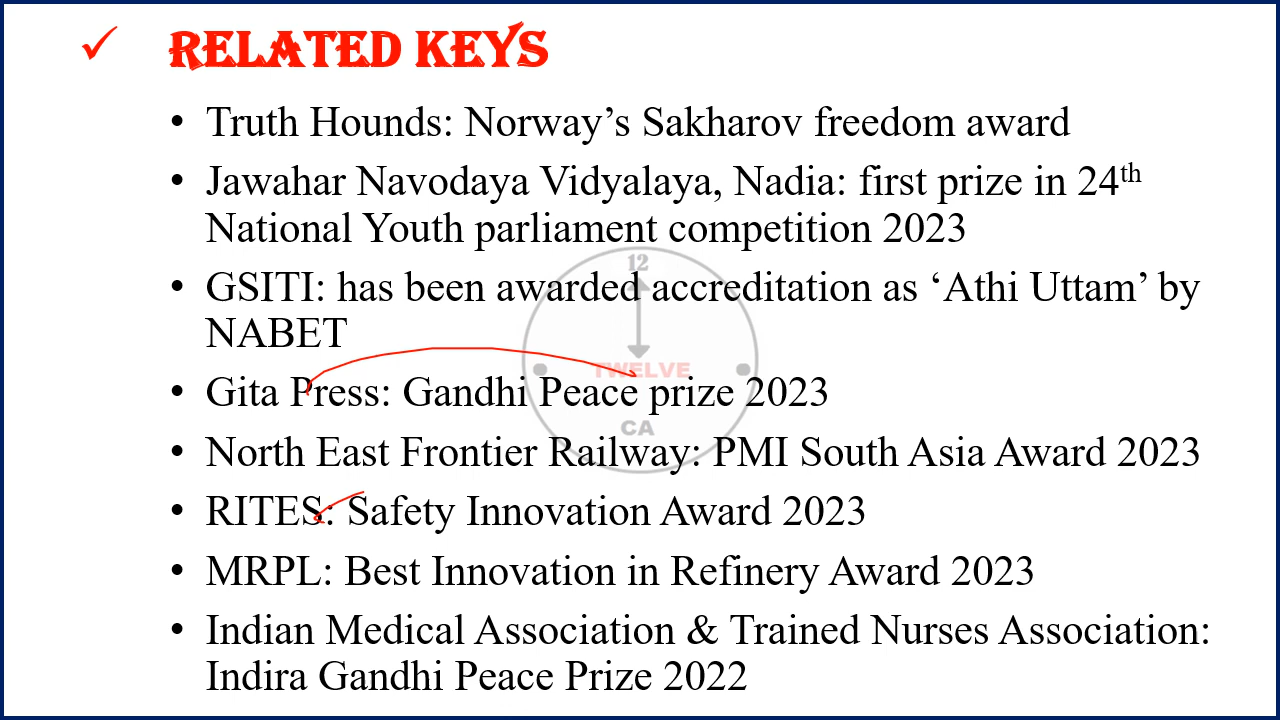 ✓ RELATED KEYS
• Truth Hounds: Norway’s Sakharov freedom award
• Jawahar Navodaya Vidyalaya, Nadia: first prize in 24th
National Youth parliament competition 2023
• GSITI: has been awarded accreditation as ‘Athi Uttam’ by
NABET
• Gita Press: Gandhi Peace prize 2023
• North East Frontier Railway: PMI South Asia Award 2023
• RITES: Safety Innovation Award 2023
• MRPL: Best Innovation in Refinery Award 2023
• Indian Medical Association & Trained Nurses Association:
Indira Gandhi Peace Prize 2022
12
TWELVE
CA